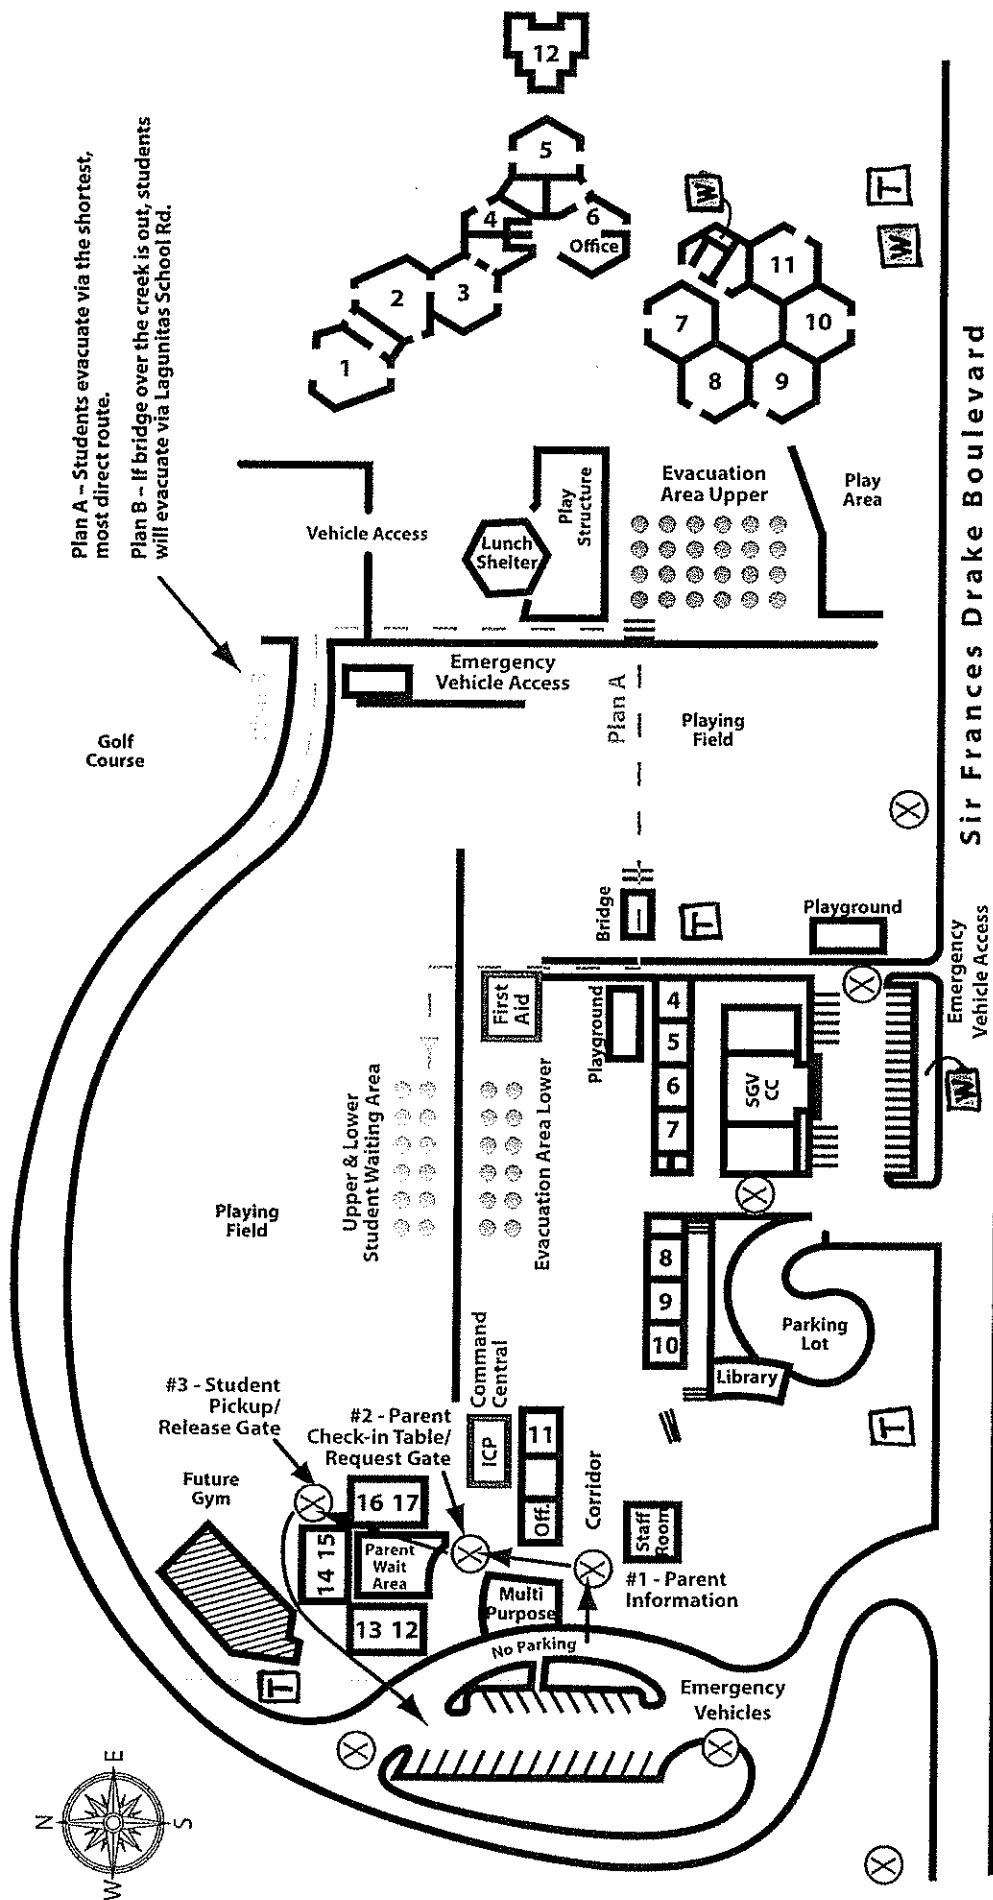 Plan A – Students evacuate via the shortest,
most direct route.
Plan B – If bridge over the creek is out, students
will evacuate via Lagunitas School Rd.
12
5
4
6
Office
2
3
1
W
T
W
11
7
10
8
9
Vehicle Access
Lunch
Shelter
Play
Structure
Evacuation
Area Upper
Play
Area
Golf
Course
Emergency
Vehicle Access
Plan A
Playing
Field
Sir Frances Drake Boulevard
Bridge
T
Playground
Emergency
Vehicle Access
W
First
Aid
Playground
4
5
6
7
SGV
CC
Upper & Lower
Student Waiting Area
Evacuation Area Lower
Playing
Field
8
9
10
Parking
Lot
Library
T
#3 - Student
Pickup/
Release Gate
#2 - Parent
Check-in Table/
Request Gate
Command
Central
ICP
11
Off.
Corridor
Staff
Room
#1 - Parent
Information
Future
Gym
16 17
14 15
Parent
Wait
Area
13 12
Multi
Purpose
No Parking
T
Emergency
Vehicles
N
E
S
W